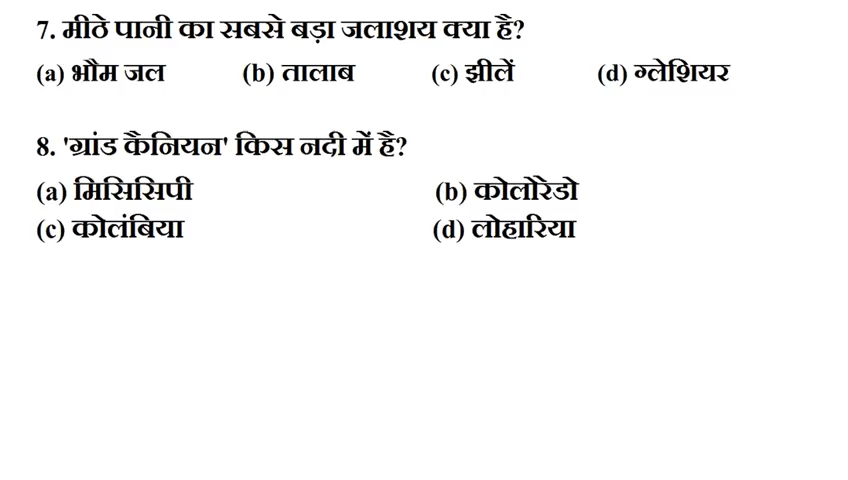 7. मीठे पानी का सबसे बड़ा जलाशय क्या है?
(a) भौम जल (b) तालाब (c) झीलें (d) ग्लेशियर
8. 'ग्रांड कैनियन' किस नदी में है?
(a) मिसिसिपी (b) कोलोरेडो
(c) कोलंबिया (d) लोहारिया